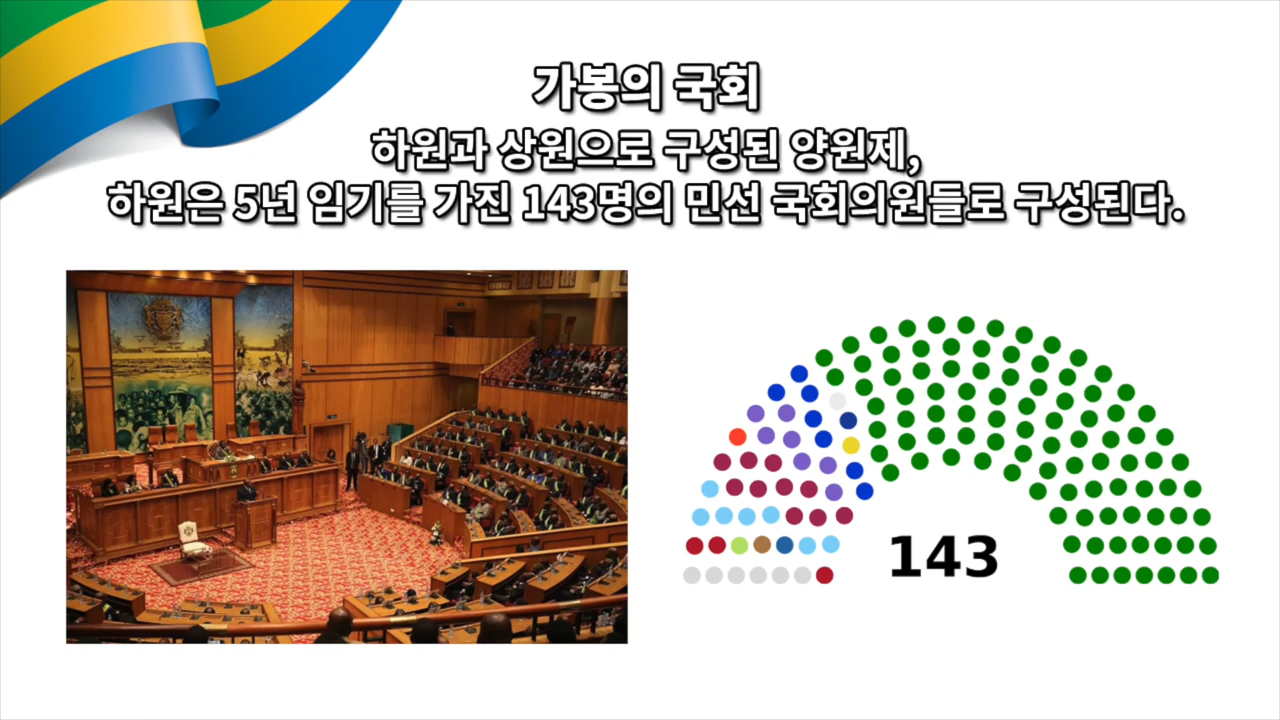 가봉의 국회
하원과 상원으로 구성된 양원제,
하원은 5년 임기를 가진 143명의 민선 국회의원들로 구성된다.
143